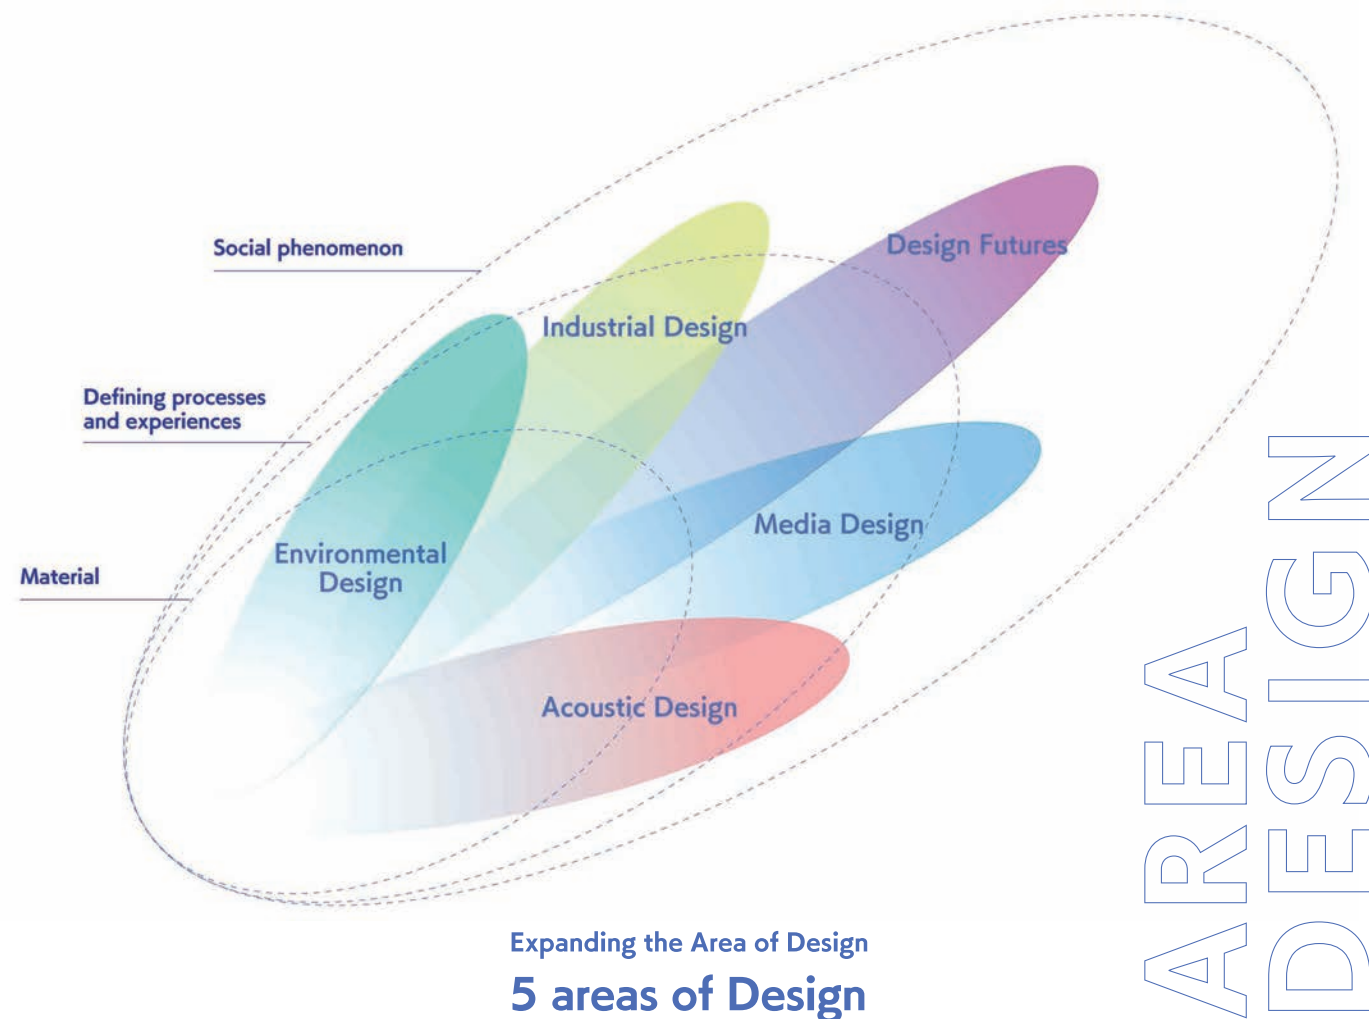 Social phenomenon
Design Futures
Industrial Design
Defining processes
and experiences
Media Design
Environmental
Design
Material
Acoustic Design
AREA
DESIGN
Expanding the Area of Design
5 areas of Design